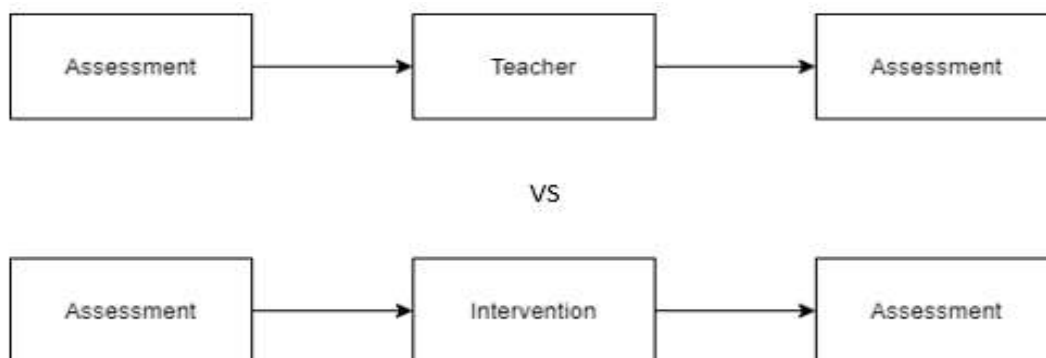 Assessment
Teacher
Assessment
VS
Assessment
Intervention
Assessment